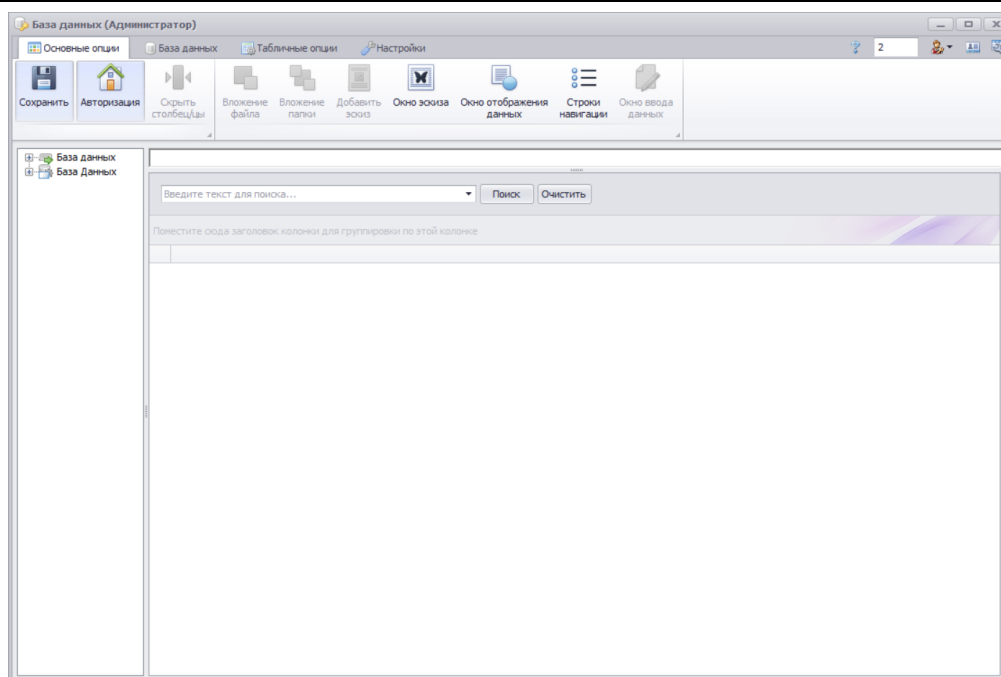 База данных (Администратор)
Основные опции База данных Табличные опции Настройки 2
Сохранить Авторизация Скрыть столбец/цы Вложение файла Вложение папки Добавить эскиз Окно эскиза Окно отображения данных Строки навигации Окно ввода данных
База данных
База Данных
Введите текст для поиска... Поиск Очистить
Поместите сюда заголовок колонки для группировки по этой колонке